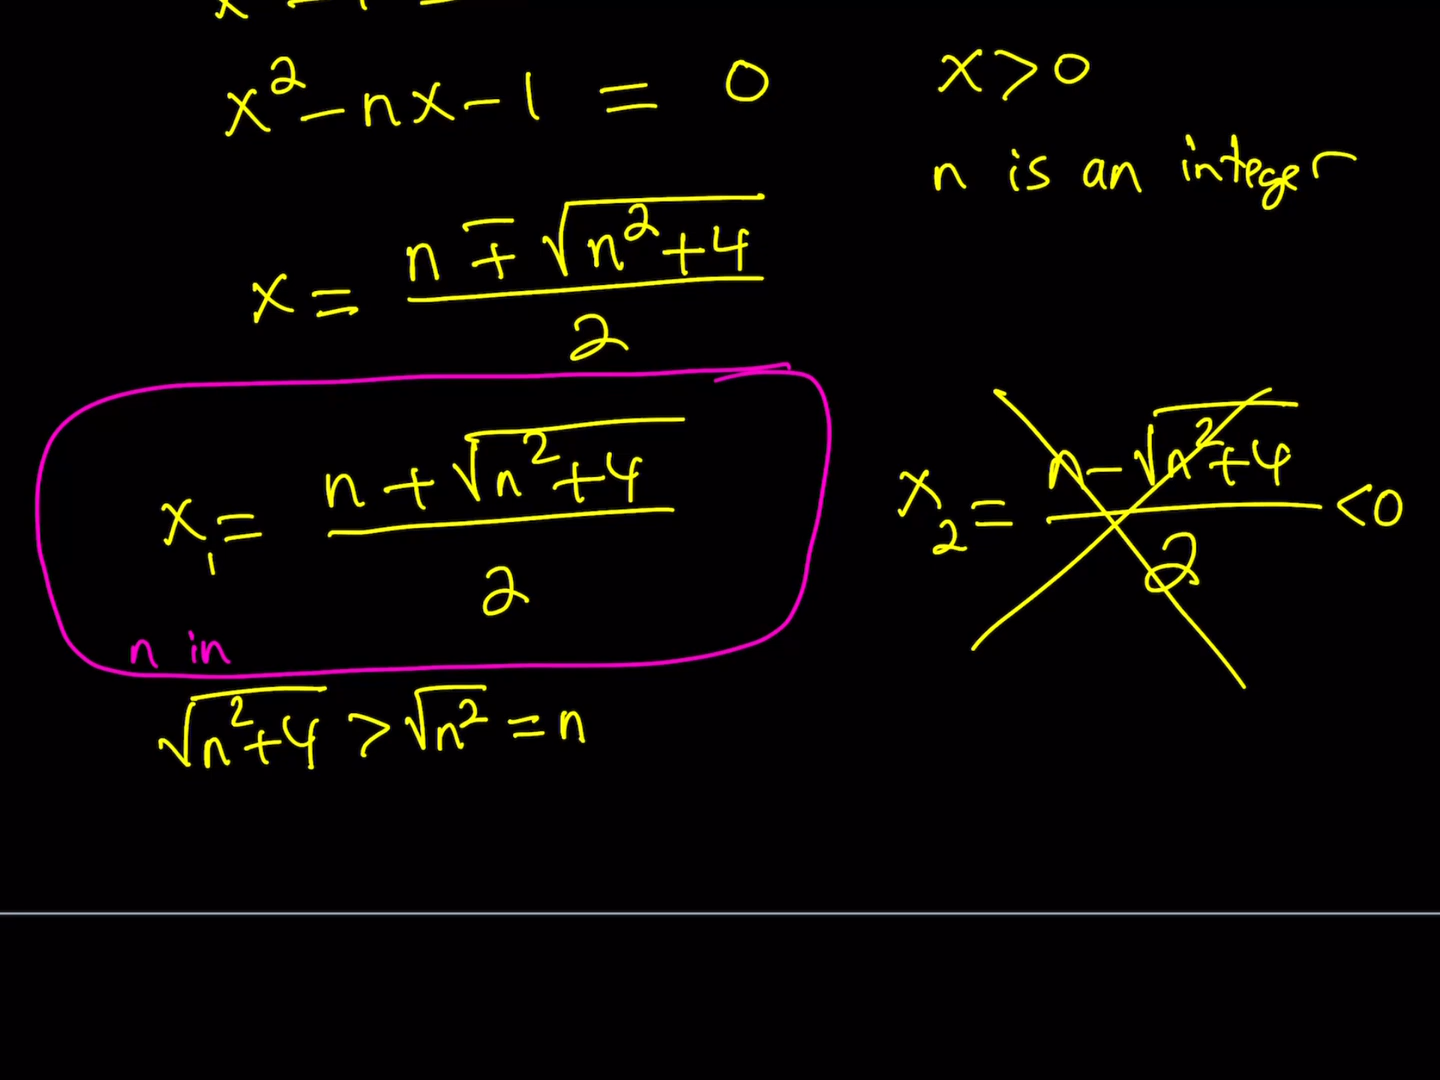 x² - nx - 1 = 0
x > 0
n is an integer
x = (n ∓ √(n²+4))/2
x₁ = (n + √(n²+4))/2
x₂ = (n - √(n²+4))/2 < 0
n in
√(n²+4) > √n² = n